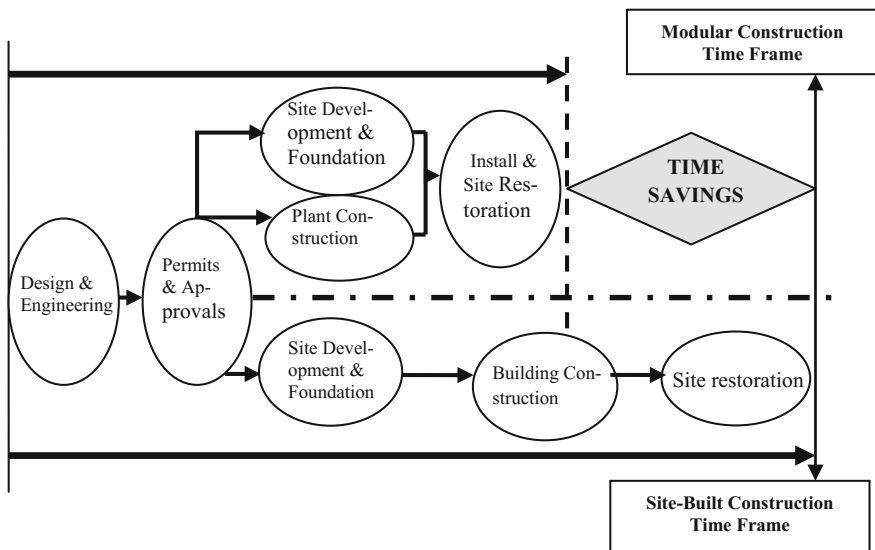 Modular Construction
Time Frame
Site Devel-
opment &
Foundation
Plant Con-
struction
Install &
Site Res-
toration
TIME
SAVINGS
Design &
Engineering
Permits
& Ap-
provals
Site Devel-
opment &
Foundation
Building Con-
struction
Site restoration
Site-Built Construction
Time Frame